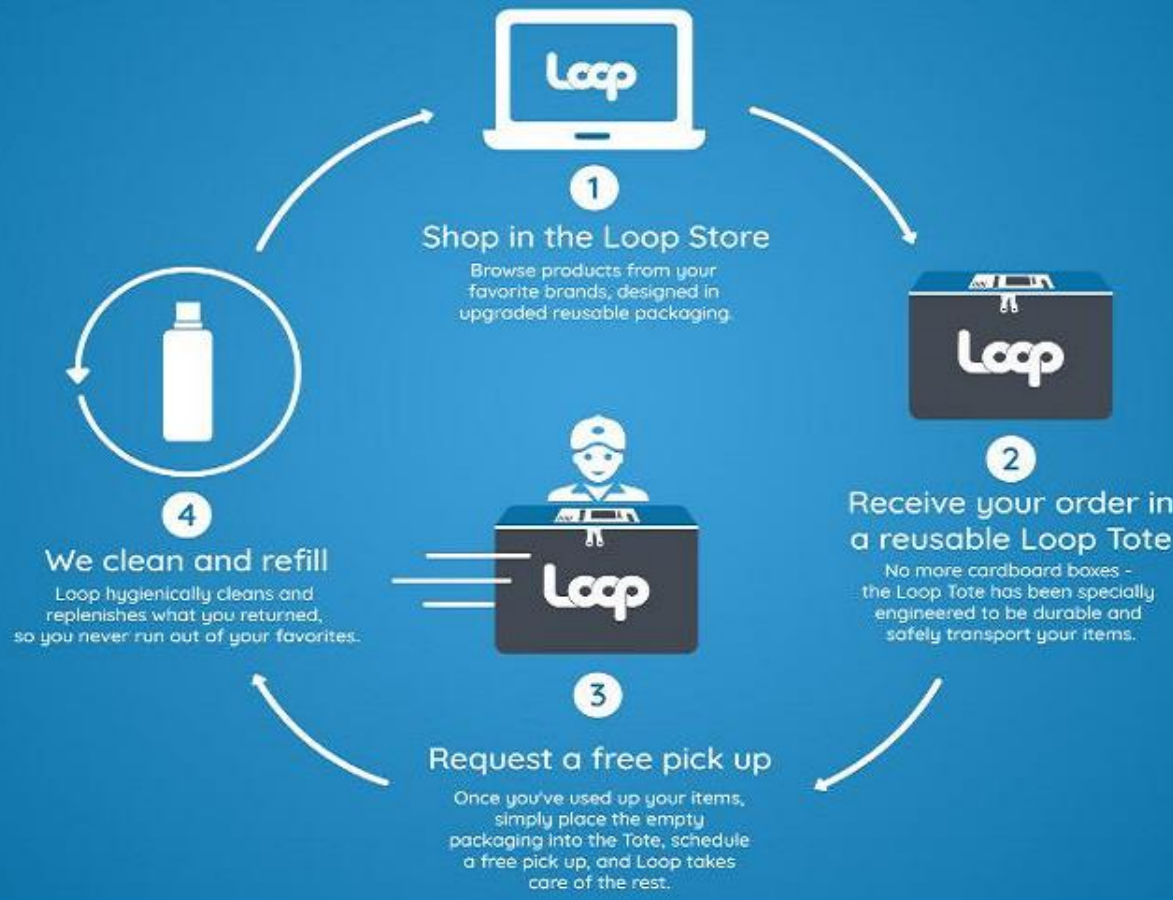 Loop
1
Shop in the Loop Store
Browse products from your
favorite brands, designed in
upgraded reusable packaging.
Loop
2
Receive your order in
a reusable Loop Tote
No more cardboard boxes -
the Loop Tote has been specially
engineered to be durable and
safely transport your items.
Loop
3
Request a free pick up
Once you've used up your items,
simply place the empty
packaging into the Tote, schedule
a free pick up, and Loop takes
care of the rest.
4
We clean and refill
Loop hygienically cleans and
replenishes what you returned,
so you never run out of your favorites.